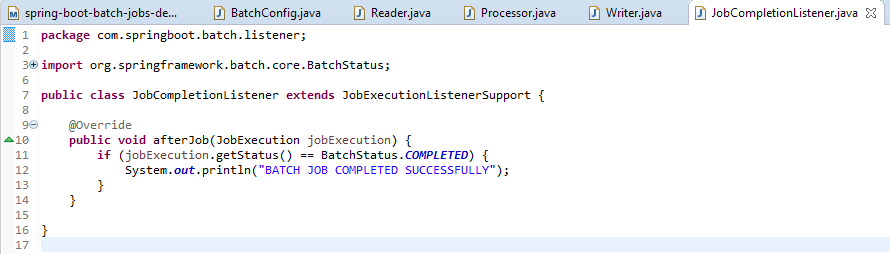 spring-boot-batch-jobs-de... BatchConfig.java Reader.java Processor.java Writer.java JobCompletionListener.java
1 package com.springboot.batch.listener;
2
3 import org.springframework.batch.core.BatchStatus;
6
7 public class JobCompletionListener extends JobExecutionListenerSupport {
8
9     @Override
10     public void afterJob(JobExecution jobExecution) {
11         if (jobExecution.getStatus() == BatchStatus.COMPLETED) {
12             System.out.println("BATCH JOB COMPLETED SUCCESSFULLY");
13         }
14     }
15
16 }
17